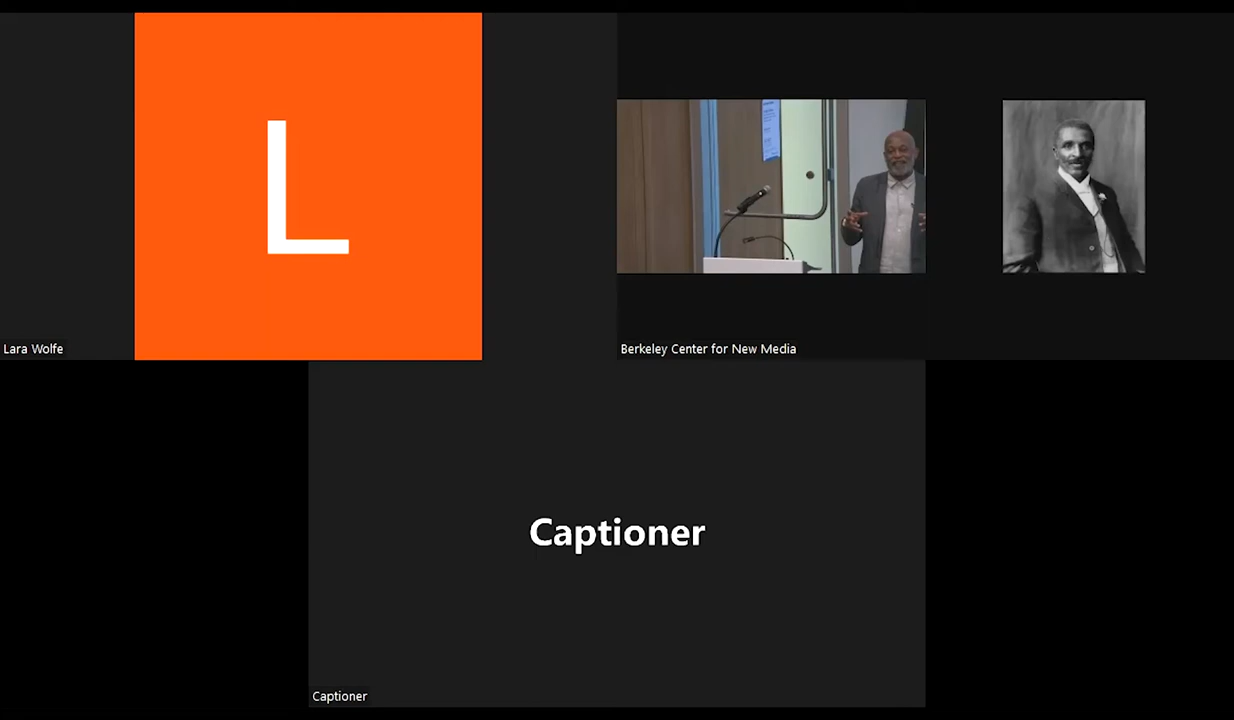 L
Lara Wolfe
Berkeley Center for New Media
Captioner
Captioner